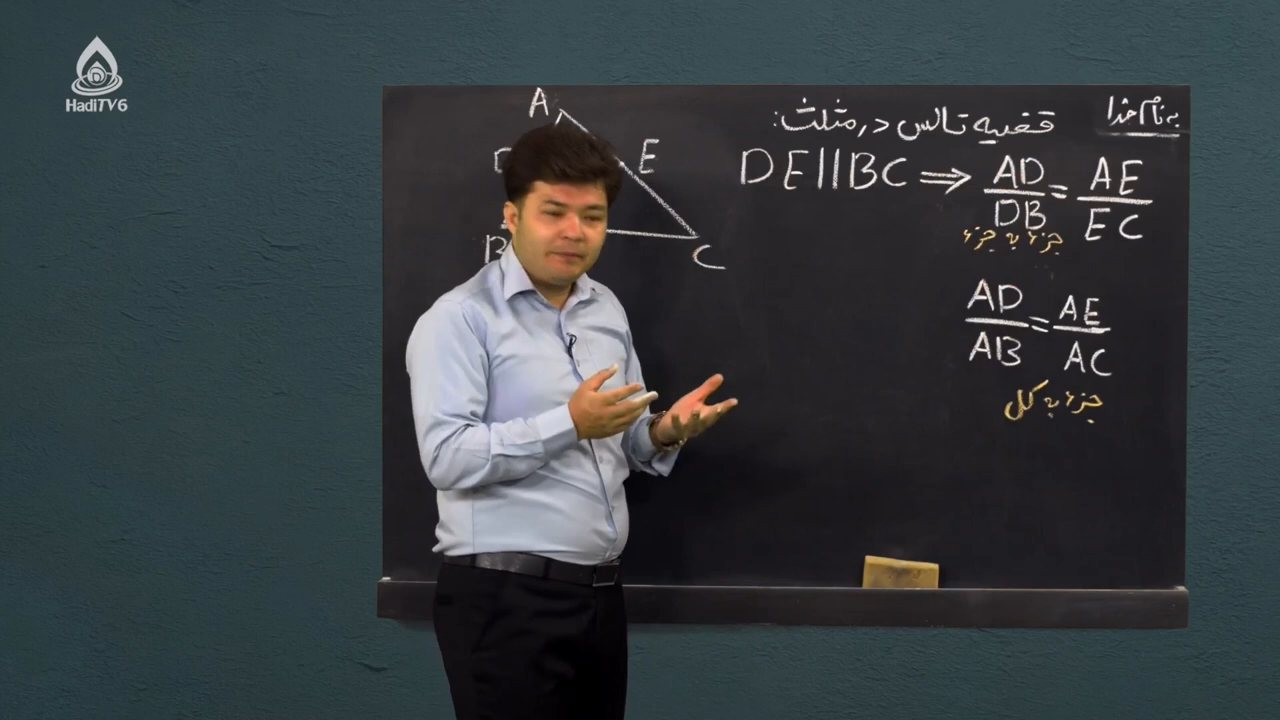 HadiTV6
به نام خدا
قضیه تالس در مثلث:
A
E
B
C
DE||BC ⇒ AD/DB = AE/EC
جزء به جزء
AD/AB = AE/AC
جزء به کل